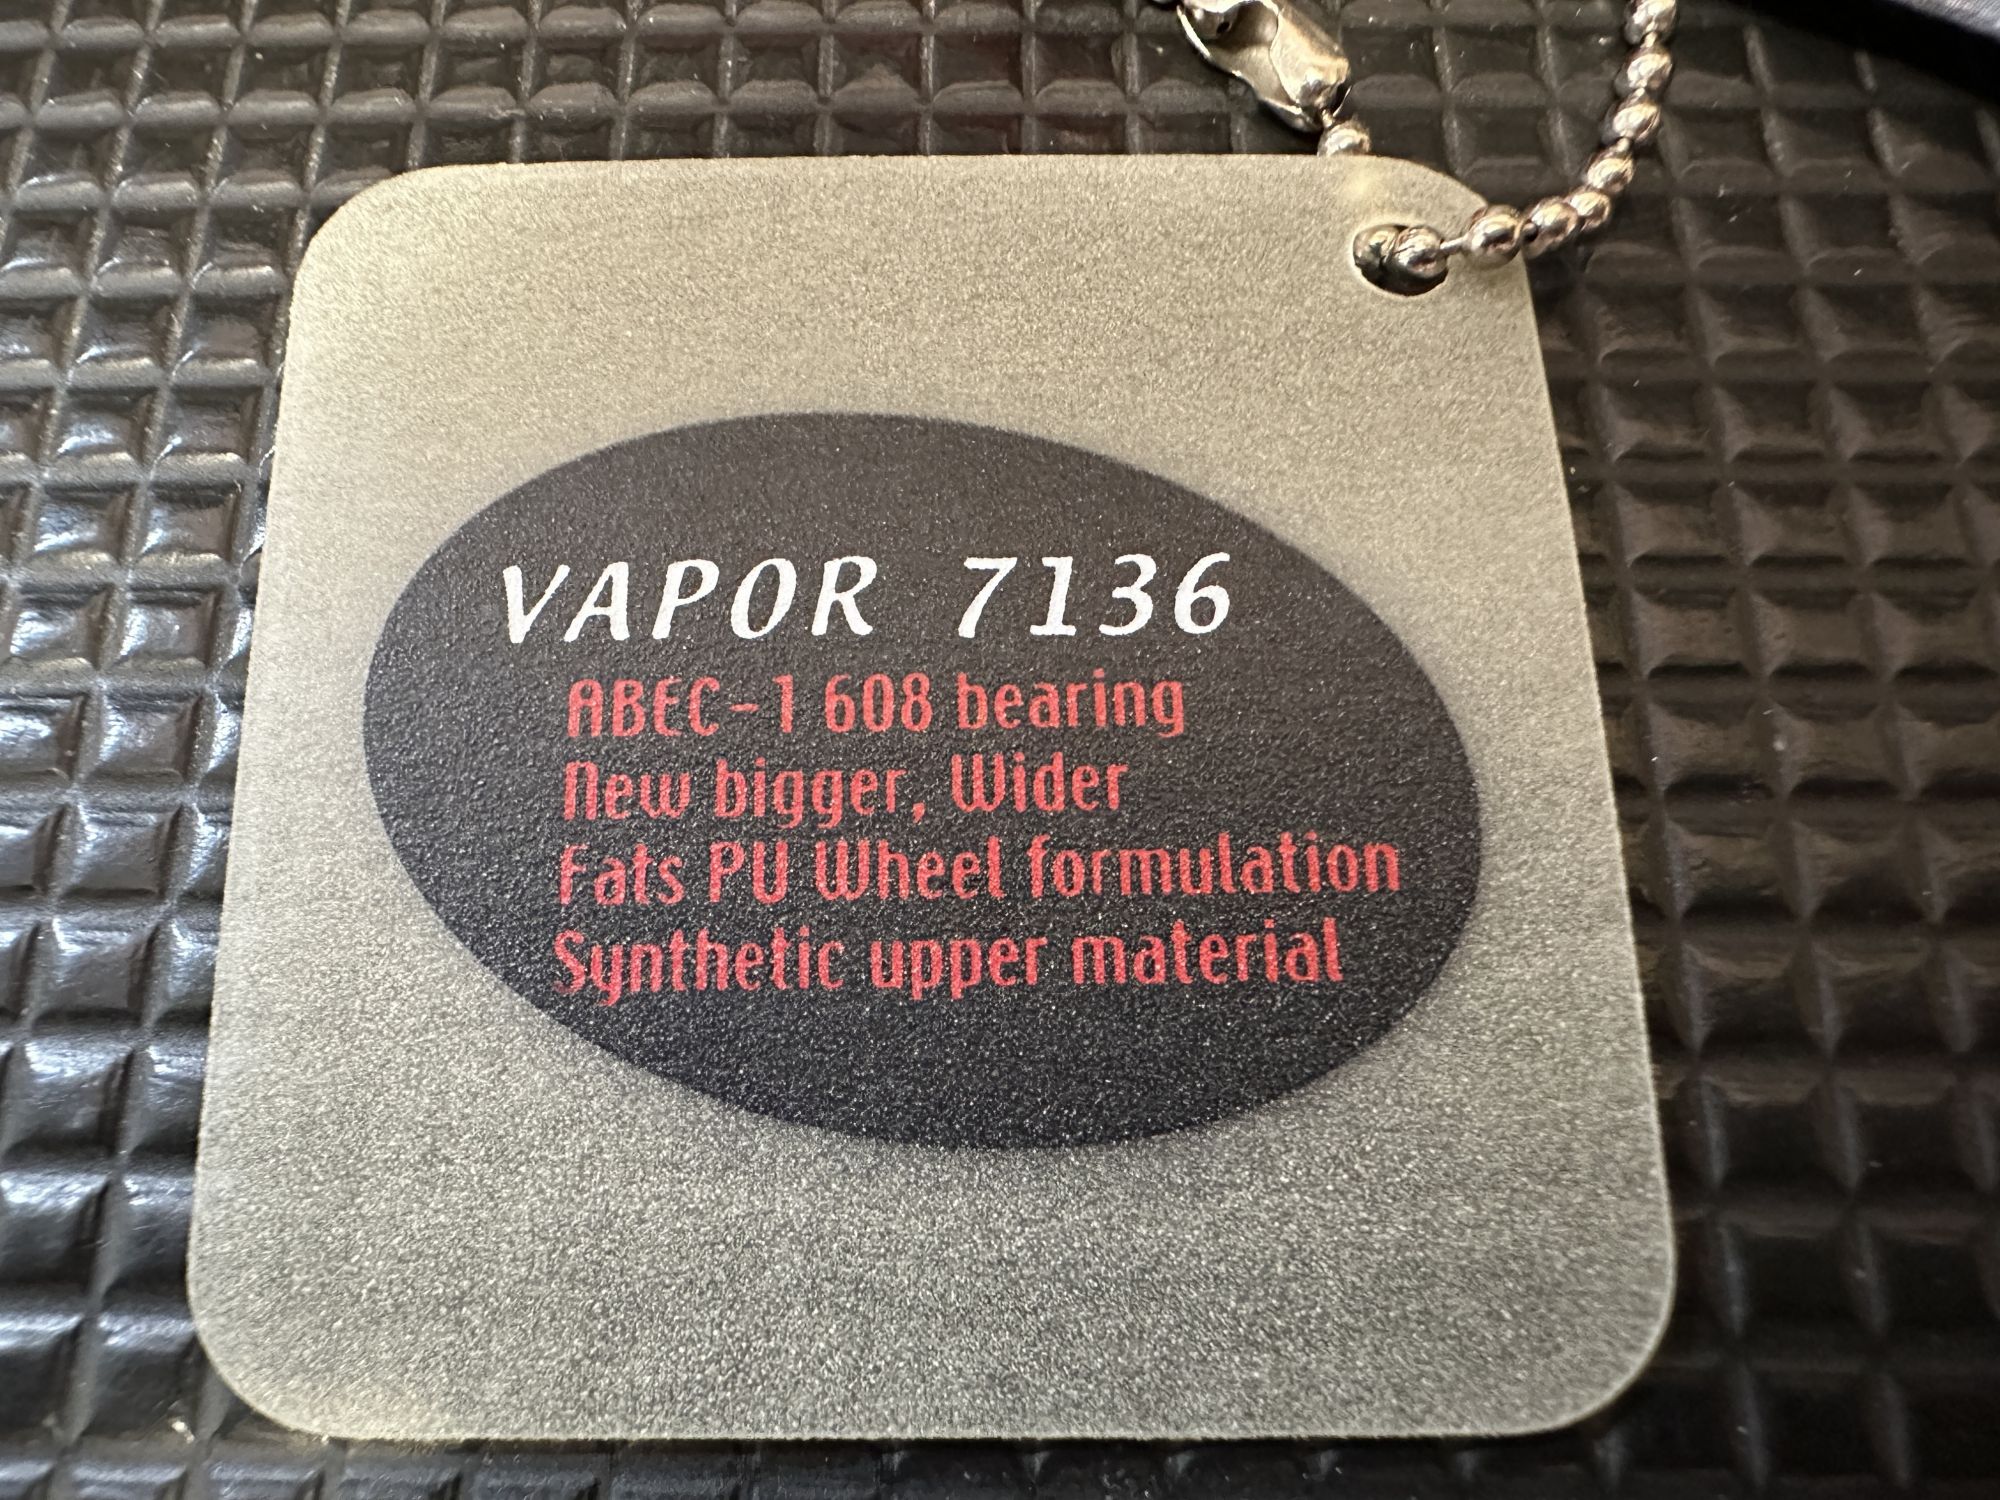 VAPOR 7136
ABEC-1 608 bearing
New bigger, Wider
Fats PU Wheel formulation
Synthetic upper material